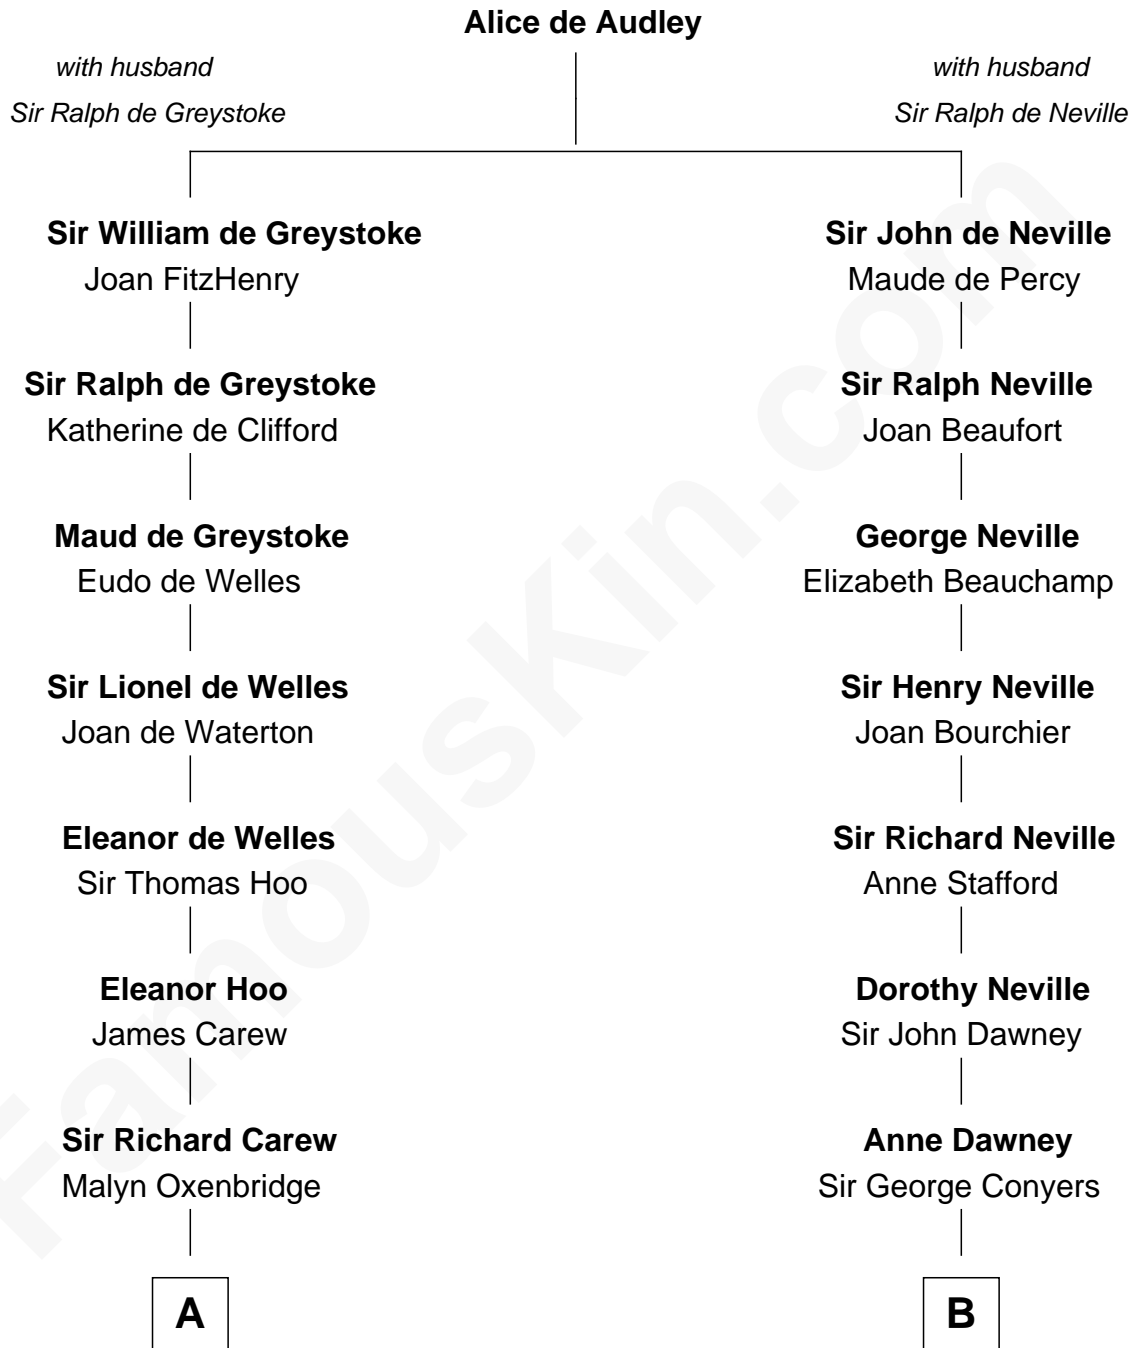 Alice de Audley
with husband
Sir Ralph de Greystoke
with husband
Sir Ralph de Neville
Sir William de Greystoke
Joan FitzHenry
Sir Ralph de Greystoke
Katherine de Clifford
Maud de Greystoke
Eudo de Welles
Sir Lionel de Welles
Joan de Waterton
Eleanor de Welles
Sir Thomas Hoo
Eleanor Hoo
James Carew
Sir Richard Carew
Malyn Oxenbridge
A
Sir John de Neville
Maude de Percy
Sir Ralph Neville
Joan Beaufort
George Neville
Elizabeth Beauchamp
Sir Henry Neville
Joan Bourchier
Sir Richard Neville
Anne Stafford
Dorothy Neville
Sir John Dawney
Anne Dawney
Sir George Conyers
B
FamousKin.com